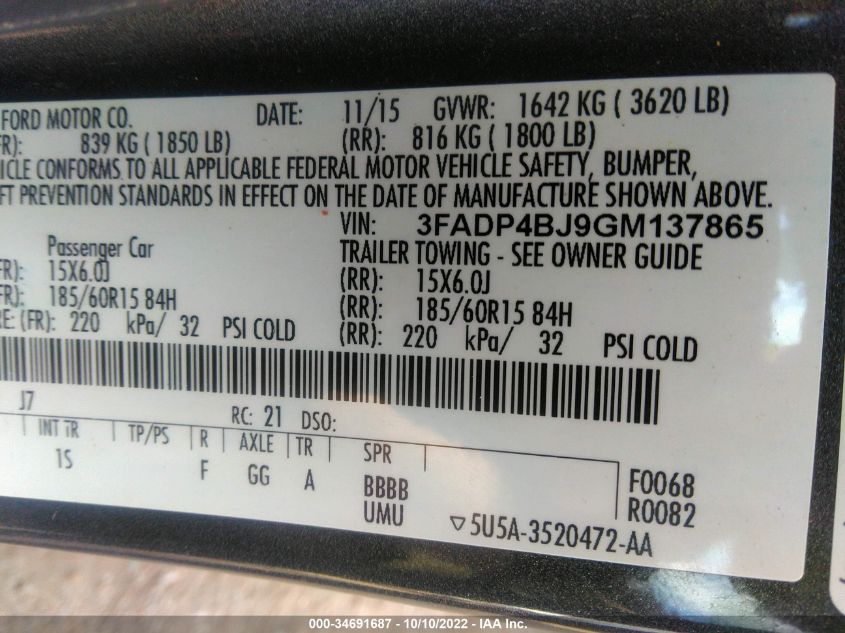 FORD MOTOR CO. DATE: 11/15 GVWR: 1642 KG ( 3620 LB)
FR): 839 KG ( 1850 LB) (RR): 816 KG ( 1800 LB)
ICLE CONFORMS TO ALL APPLICABLE FEDERAL MOTOR VEHICLE SAFETY, BUMPER,
FT PREVENTION STANDARDS IN EFFECT ON THE DATE OF MANUFACTURE SHOWN ABOVE.
VIN: 3FADP4BJ9GM137865
Passenger Car TRAILER TOWING - SEE OWNER GUIDE
FR): 15X6.0J (RR): 15X6.0J
FR): 185/60R15 84H (RR): 185/60R15 84H
RE: (FR): 220 kPa/ 32 PSI COLD (RR): 220 kPa/ 32 PSI COLD
J7
RC: 21 DSO:
INT TR TP/PS R AXLE TR SPR
1S F GG A BBBB F0068
UMU R0082
▽5U5A-3520472-AA
000-34691687 - 10/10/2022 - IAA Inc.